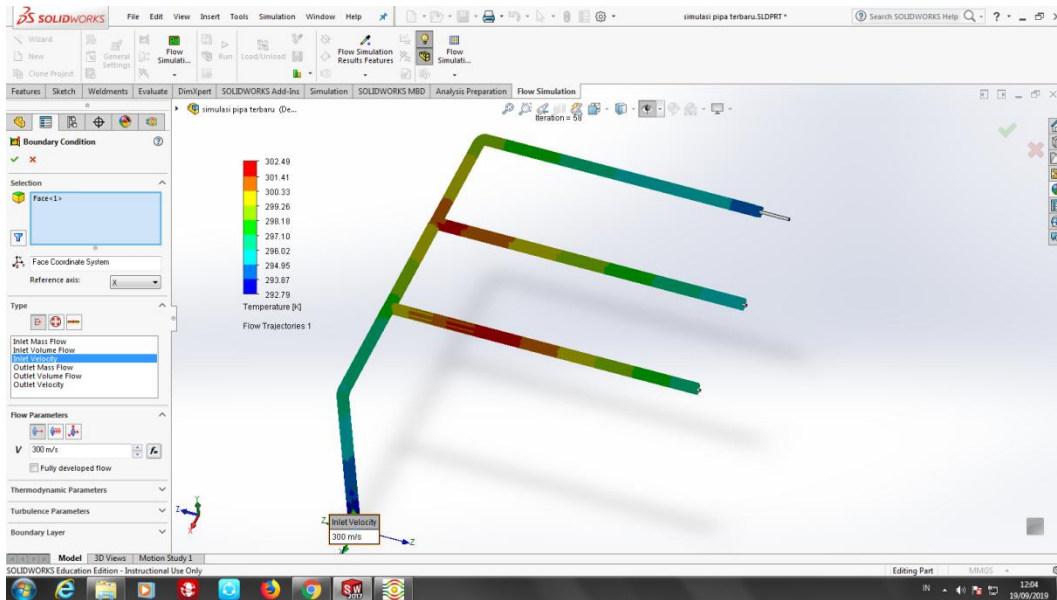 SOLIDWORKS File Edit View Insert Tools Simulation Window Help simulasi pipa terbaru.SLDPRT * Search SOLIDWORKS Help
Wizard
New
Clone Project
General Settings
Flow Simulati...
Run
Load/Unload
Flow Simulation Results Features
Flow Simulati...
Features Sketch Weldments Evaluate DimXpert SOLIDWORKS Add-Ins Simulation SOLIDWORKS MBD Analysis Preparation Flow Simulation
simulasi pipa terbaru (De...
Iteration = 58
Boundary Condition
Selection
Face<1>
Face Coordinate System
Reference axis: X
Type
Inlet Mass Flow
Inlet Volume Flow
Inlet Velocity
Outlet Mass Flow
Outlet Volume Flow
Outlet Velocity
Flow Parameters
V 300 m/s
Fully developed flow
Thermodynamic Parameters
Turbulence Parameters
Boundary Layer
302.49
301.41
300.33
299.26
298.18
297.10
296.02
294.95
293.87
292.79
Temperature [K]
Flow Trajectories 1
Y
Z
X
Z
Inlet Velocity
300 m/s
Z
Model 3D Views Motion Study 1
SOLIDWORKS Education Edition - Instructional Use Only Editing Part MMGS
SW
2017
IN
12:04
19/09/2019